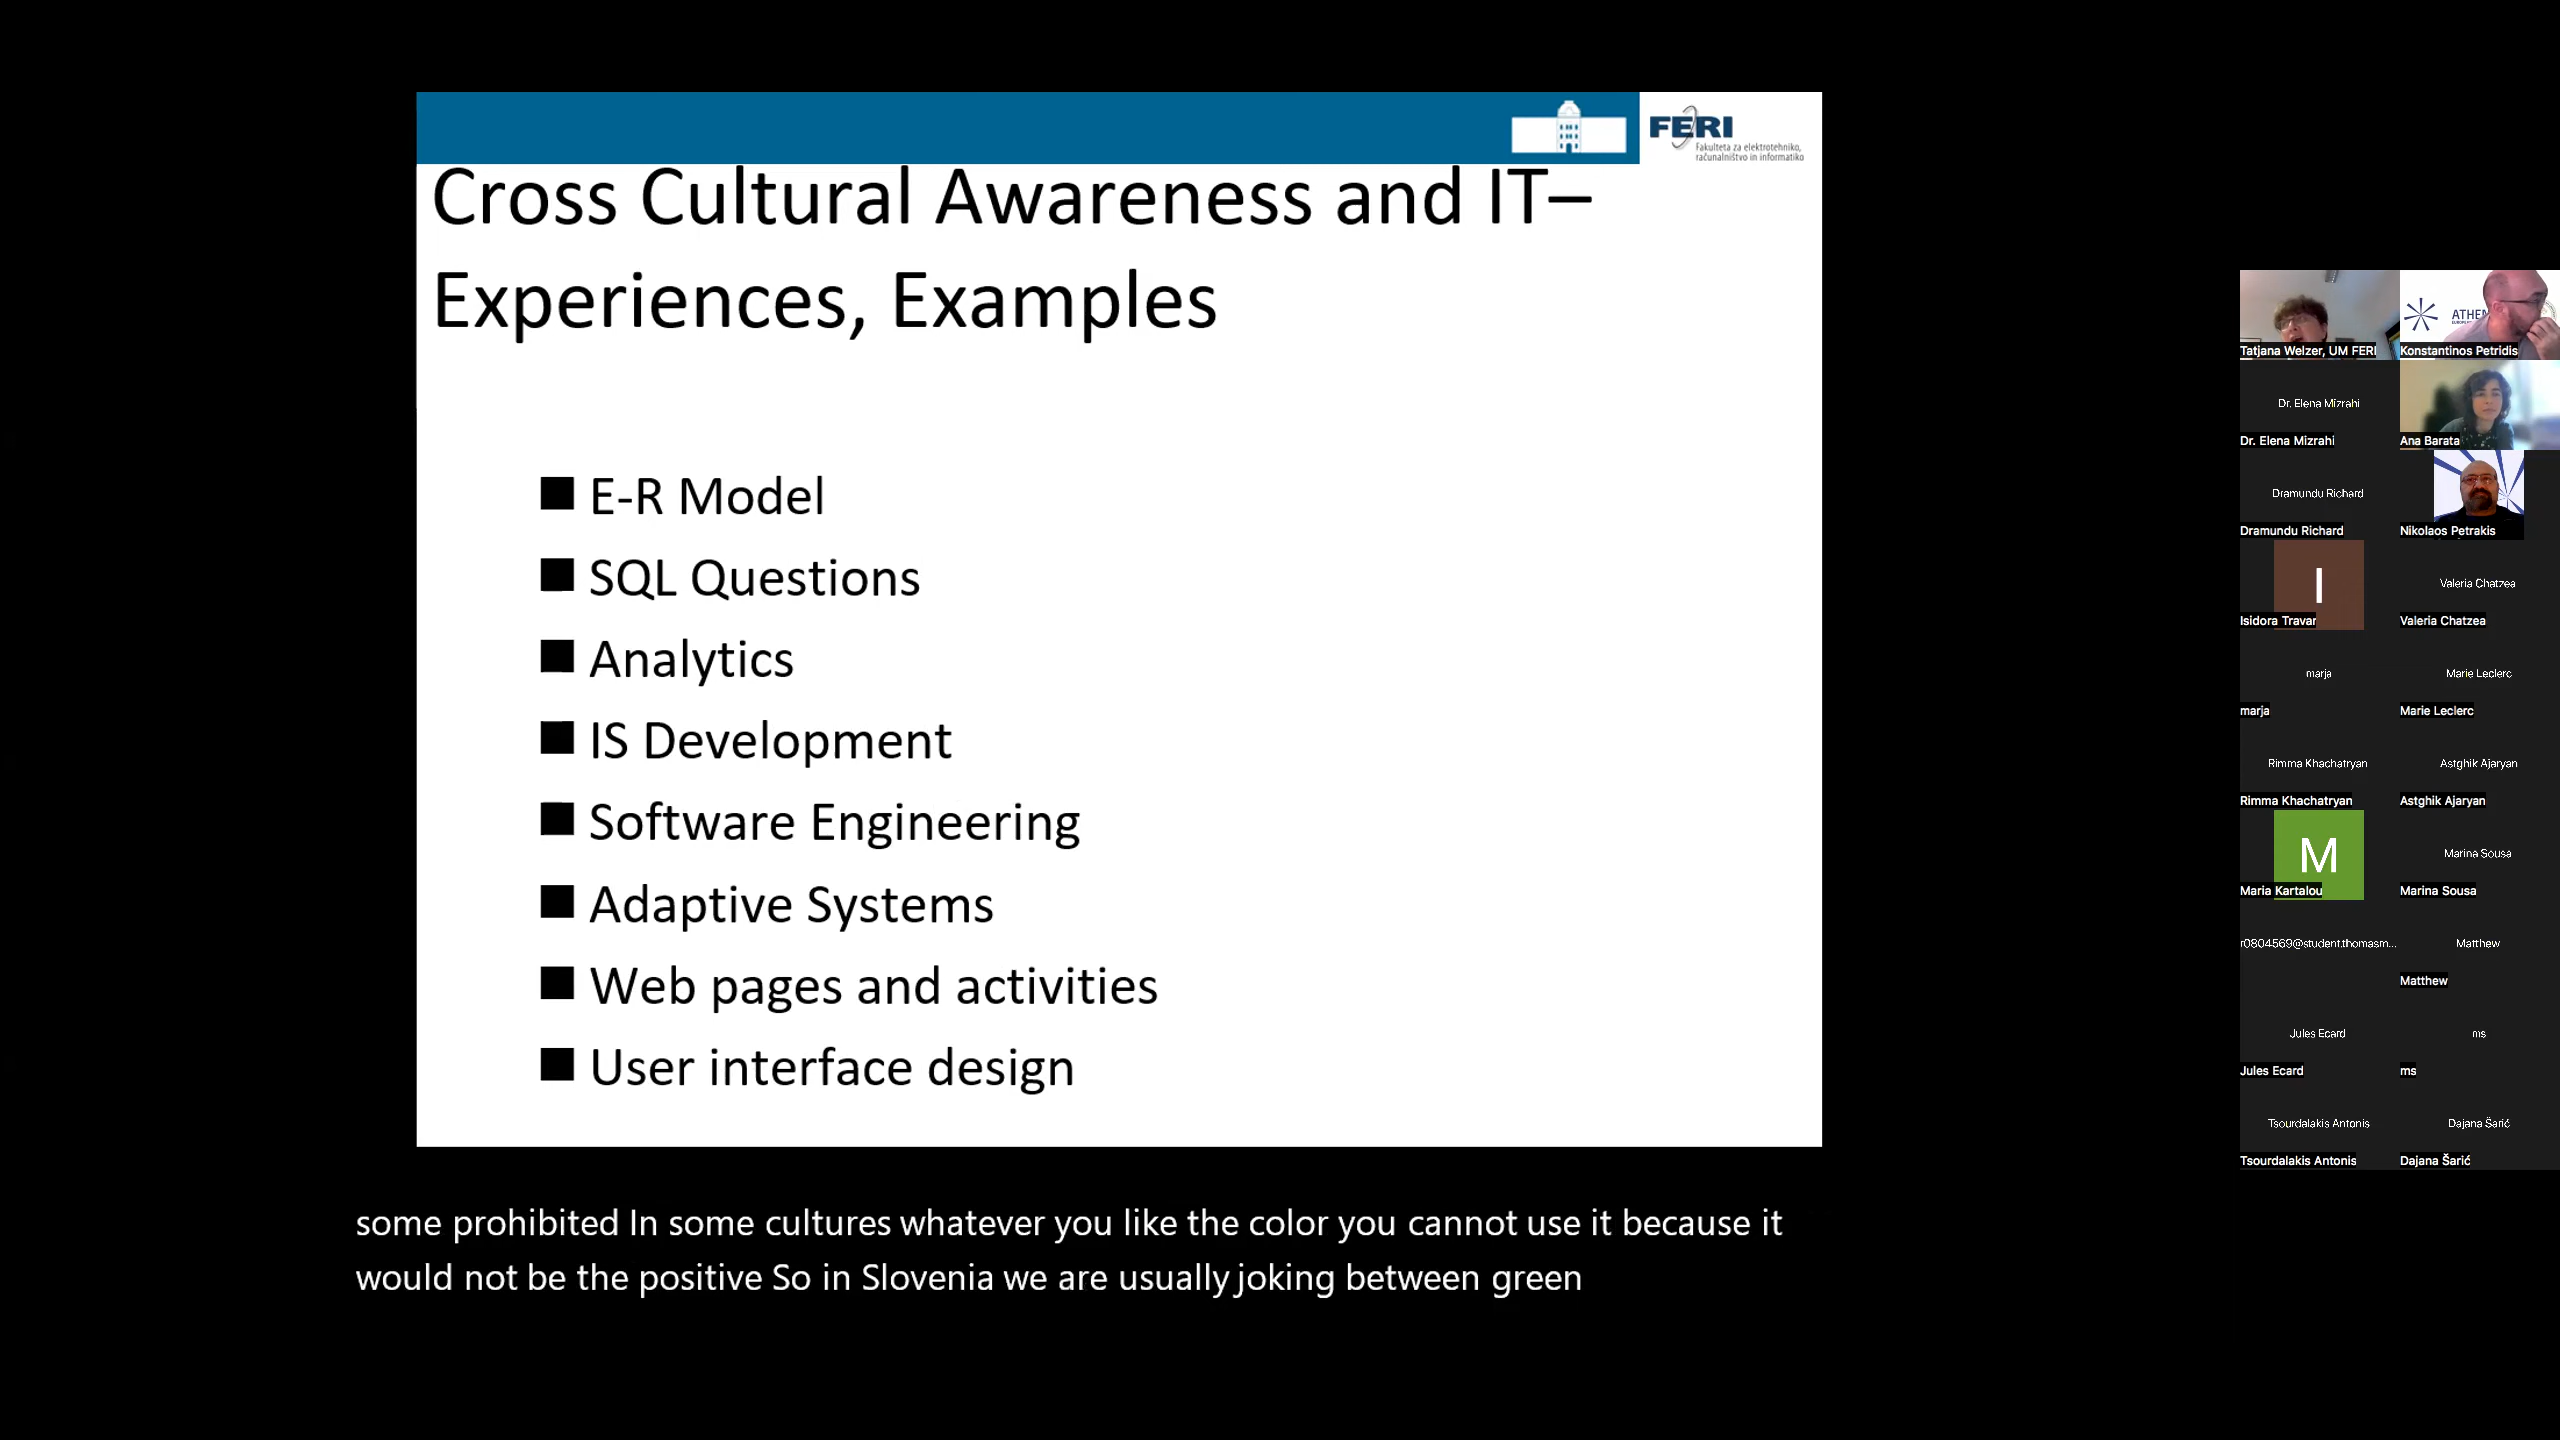 FERI
Fakulteta za elektrotehniko,
računalništvo in informatiko
Cross Cultural Awareness and IT–
Experiences, Examples
E-R Model
SQL Questions
Analytics
IS Development
Software Engineering
Adaptive Systems
Web pages and activities
User interface design
some prohibited In some cultures whatever you like the color you cannot use it because it
would not be the positive So in Slovenia we are usually joking between green
Tatjana Welzer, UM FERI
Konstantinos Petridis
Dr. Elena Mizrahi
Dr. Elena Mizrahi
Ana Barata
Dramundu Richard
Dramundu Richard
Nikolaos Petrakis
I
Isidora Travar
Valeria Chatzea
Valeria Chatzea
marja
marja
Marie Leclerc
Marie Leclerc
Rimma Khachatryan
Rimma Khachatryan
Astghik Ajaryan
Astghik Ajaryan
M
Maria Kartalou
Marina Sousa
Marina Sousa
r0804569@student.thomasm...
Matthew
Matthew
Jules Ecard
Jules Ecard
ms
ms
Tsourdalakis Antonis
Tsourdalakis Antonis
Dajana Šarić
Dajana Šarić